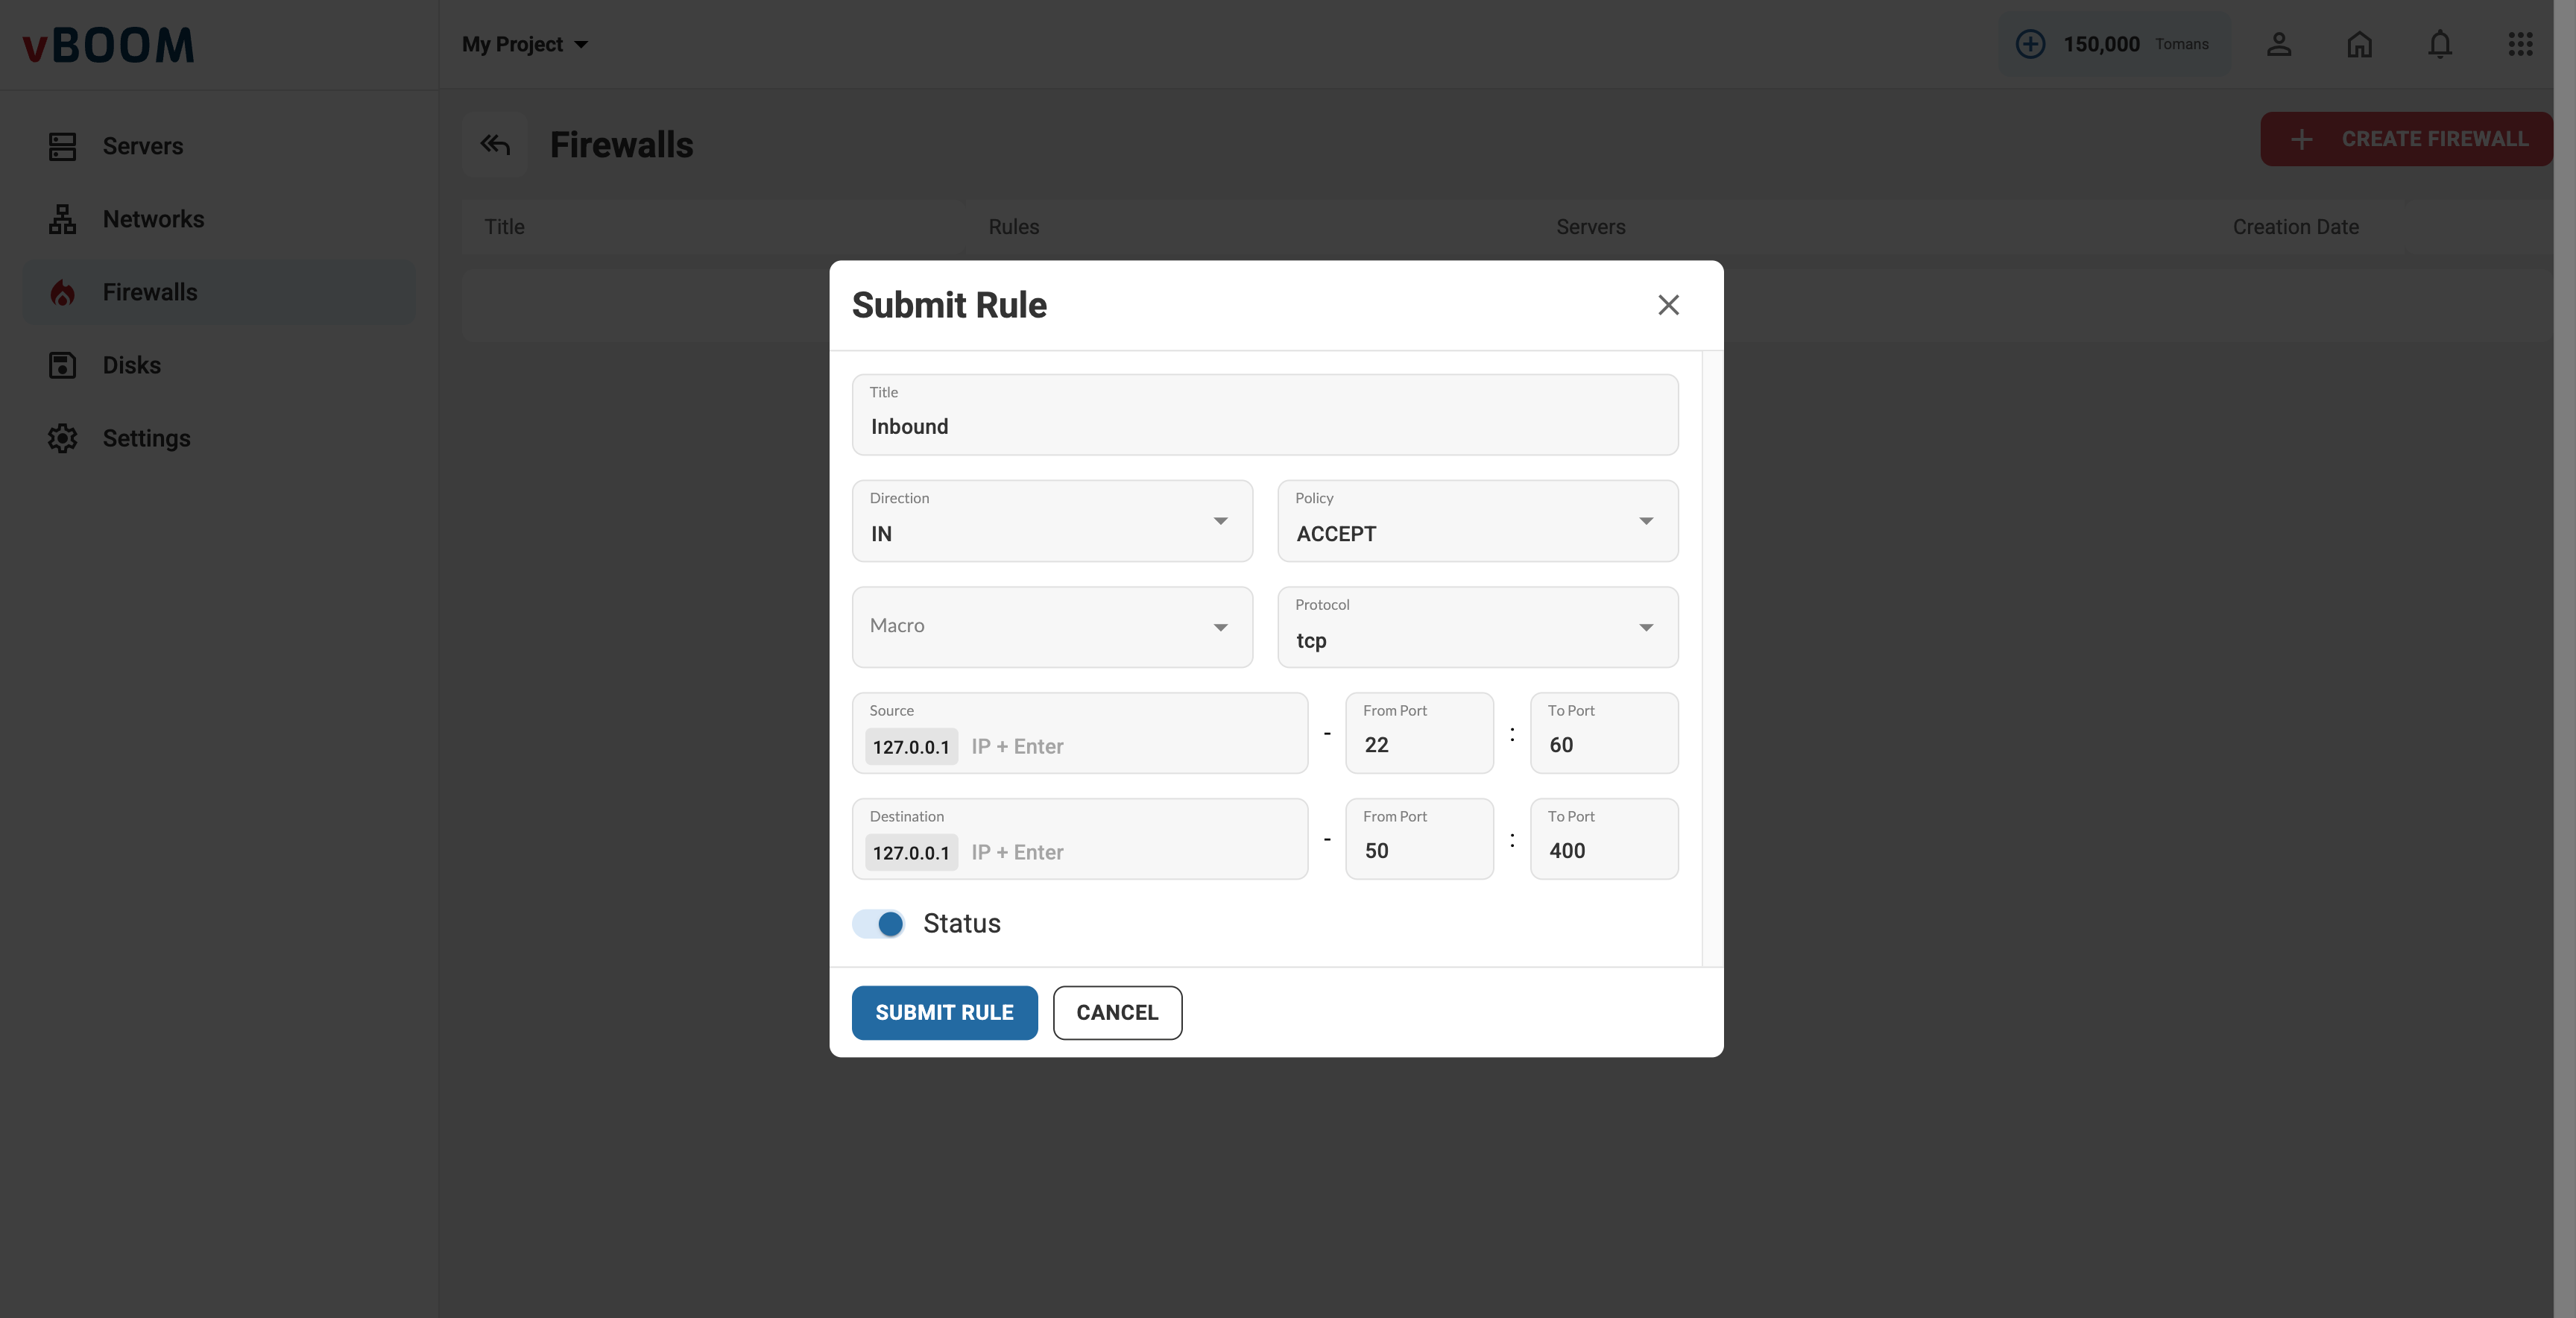 vBOOM
My Project
150,000 Tomans
Servers
Networks
Firewalls
Disks
Settings
Firewalls
CREATE FIREWALL
Title Rules Servers Creation Date
Submit Rule
Title
Inbound
Direction
IN
Policy
ACCEPT
Macro
Protocol
tcp
Source
127.0.0.1 IP + Enter
-
From Port
22
:
To Port
60
Destination
127.0.0.1 IP + Enter
-
From Port
50
:
To Port
400
Status
SUBMIT RULE
CANCEL